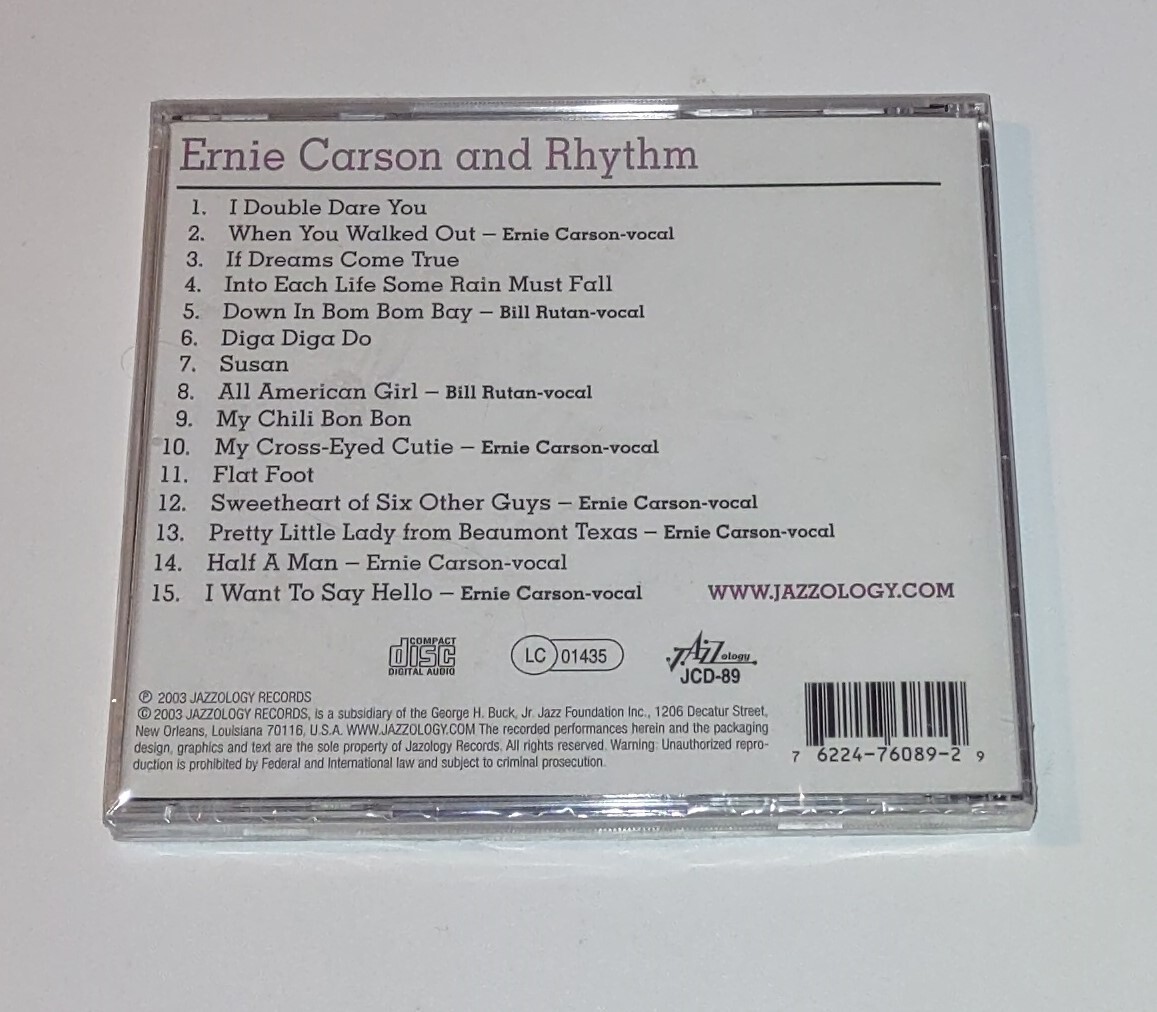 Ernie Carson and Rhythm
1. I Double Dare You
2. When You Walked Out – Ernie Carson-vocal
3. If Dreams Come True
4. Into Each Life Some Rain Must Fall
5. Down In Bom Bom Bay – Bill Rutan-vocal
6. Diga Diga Do
7. Susan
8. All American Girl – Bill Rutan-vocal
9. My Chili Bon Bon
10. My Cross-Eyed Cutie – Ernie Carson-vocal
11. Flat Foot
12. Sweetheart of Six Other Guys – Ernie Carson-vocal
13. Pretty Little Lady from Beaumont Texas – Ernie Carson-vocal
14. Half A Man – Ernie Carson-vocal
15. I Want To Say Hello – Ernie Carson-vocal
WWW.JAZZOLOGY.COM
COMPACT
disc
DIGITAL AUDIO
LC 01435
JAZZology
JCD-89
℗ 2003 JAZZOLOGY RECORDS
© 2003 JAZZOLOGY RECORDS, is a subsidiary of the George H. Buck, Jr. Jazz Foundation Inc., 1206 Decatur Street,
New Orleans, Louisiana 70116, U.S.A. WWW.JAZZOLOGY.COM The recorded performances herein and the packaging
design, graphics and text are the sole property of Jazology Records. All rights reserved. Warning: Unauthorized repro-
duction is prohibited by Federal and International law and subject to criminal prosecution.
7 6224-76089-2 9